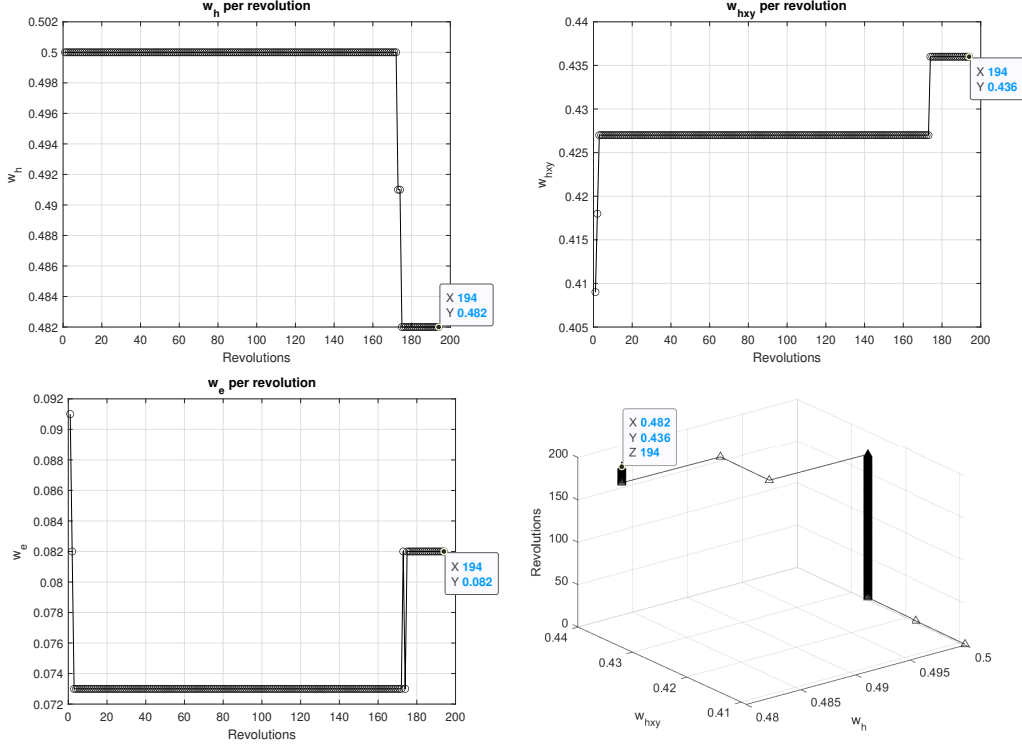 w_h per revolution
0.502
0.5
0.498
0.496
0.494
0.492
0.49
0.488
0.486
0.484
0.482
w_h
0 20 40 60 80 100 120 140 160 180 200
Revolutions
X 194
Y 0.482
w_hxy per revolution
0.44
0.435
0.43
0.425
0.42
0.415
0.41
0.405
w_hxy
0 20 40 60 80 100 120 140 160 180 200
Revolutions
X 194
Y 0.436
w_e per revolution
0.092
0.09
0.088
0.086
0.084
0.082
0.08
0.078
0.076
0.074
0.072
w_e
0 20 40 60 80 100 120 140 160 180 200
Revolutions
X 194
Y 0.082
X 0.482
Y 0.436
Z 194
200
150
100
50
0
Revolutions
0.44
0.43
0.42
0.41
w_hxy
0.48
0.485
0.49
0.495
0.5
w_h